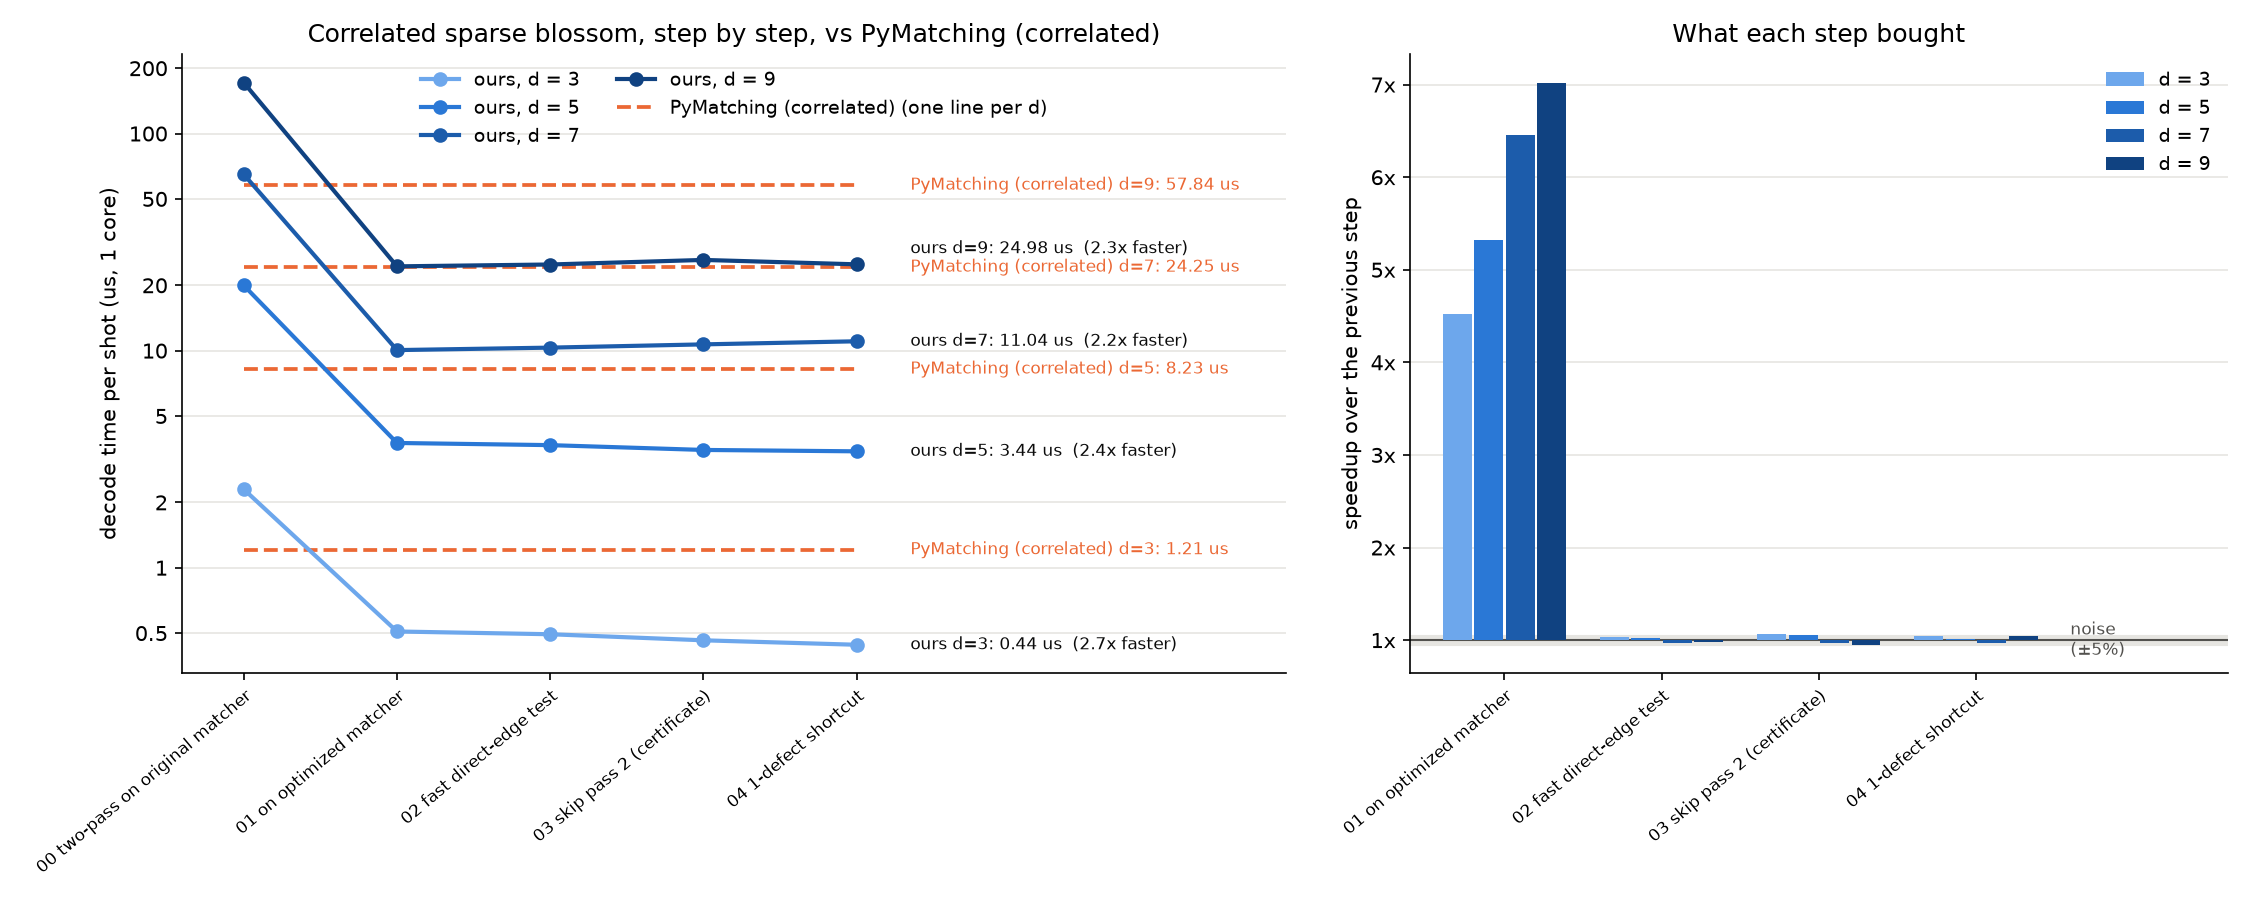 Correlated sparse blossom, step by step, vs PyMatching (correlated)
ours, d = 3
ours, d = 5
ours, d = 7
ours, d = 9
PyMatching (correlated) (one line per d)
decode time per shot (us, 1 core)
200
100
50
20
10
5
2
1
0.5
PyMatching (correlated) d=9: 57.84 us
ours d=9: 24.98 us (2.3x faster)
PyMatching (correlated) d=7: 24.25 us
ours d=7: 11.04 us (2.2x faster)
PyMatching (correlated) d=5: 8.23 us
ours d=5: 3.44 us (2.4x faster)
PyMatching (correlated) d=3: 1.21 us
ours d=3: 0.44 us (2.7x faster)
00 two-pass on original matcher
01 on optimized matcher
02 fast direct-edge test
03 skip pass 2 (certificate)
04 1-defect shortcut
What each step bought
d = 3
d = 5
d = 7
d = 9
speedup over the previous step
7x
6x
5x
4x
3x
2x
1x
noise
(±5%)
01 on optimized matcher
02 fast direct-edge test
03 skip pass 2 (certificate)
04 1-defect shortcut